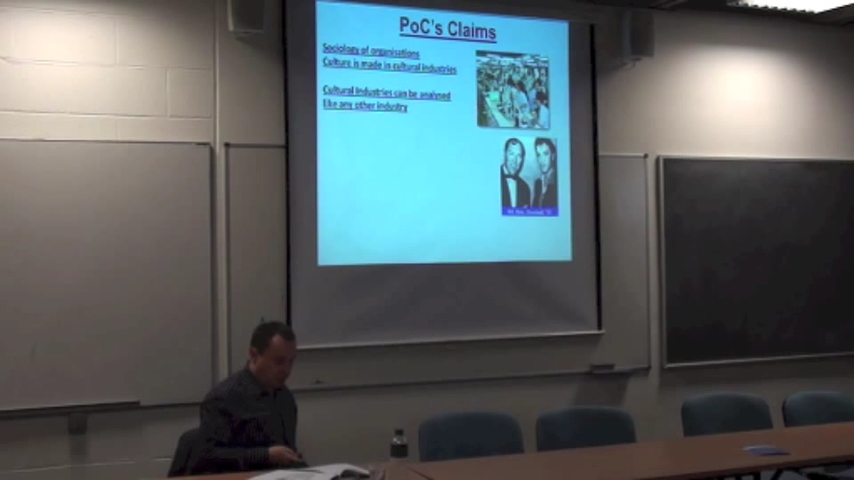 PoC's Claims
Sociology of organisations
Culture is made in cultural industries
Cultural Industries can be analysed
like any other industry